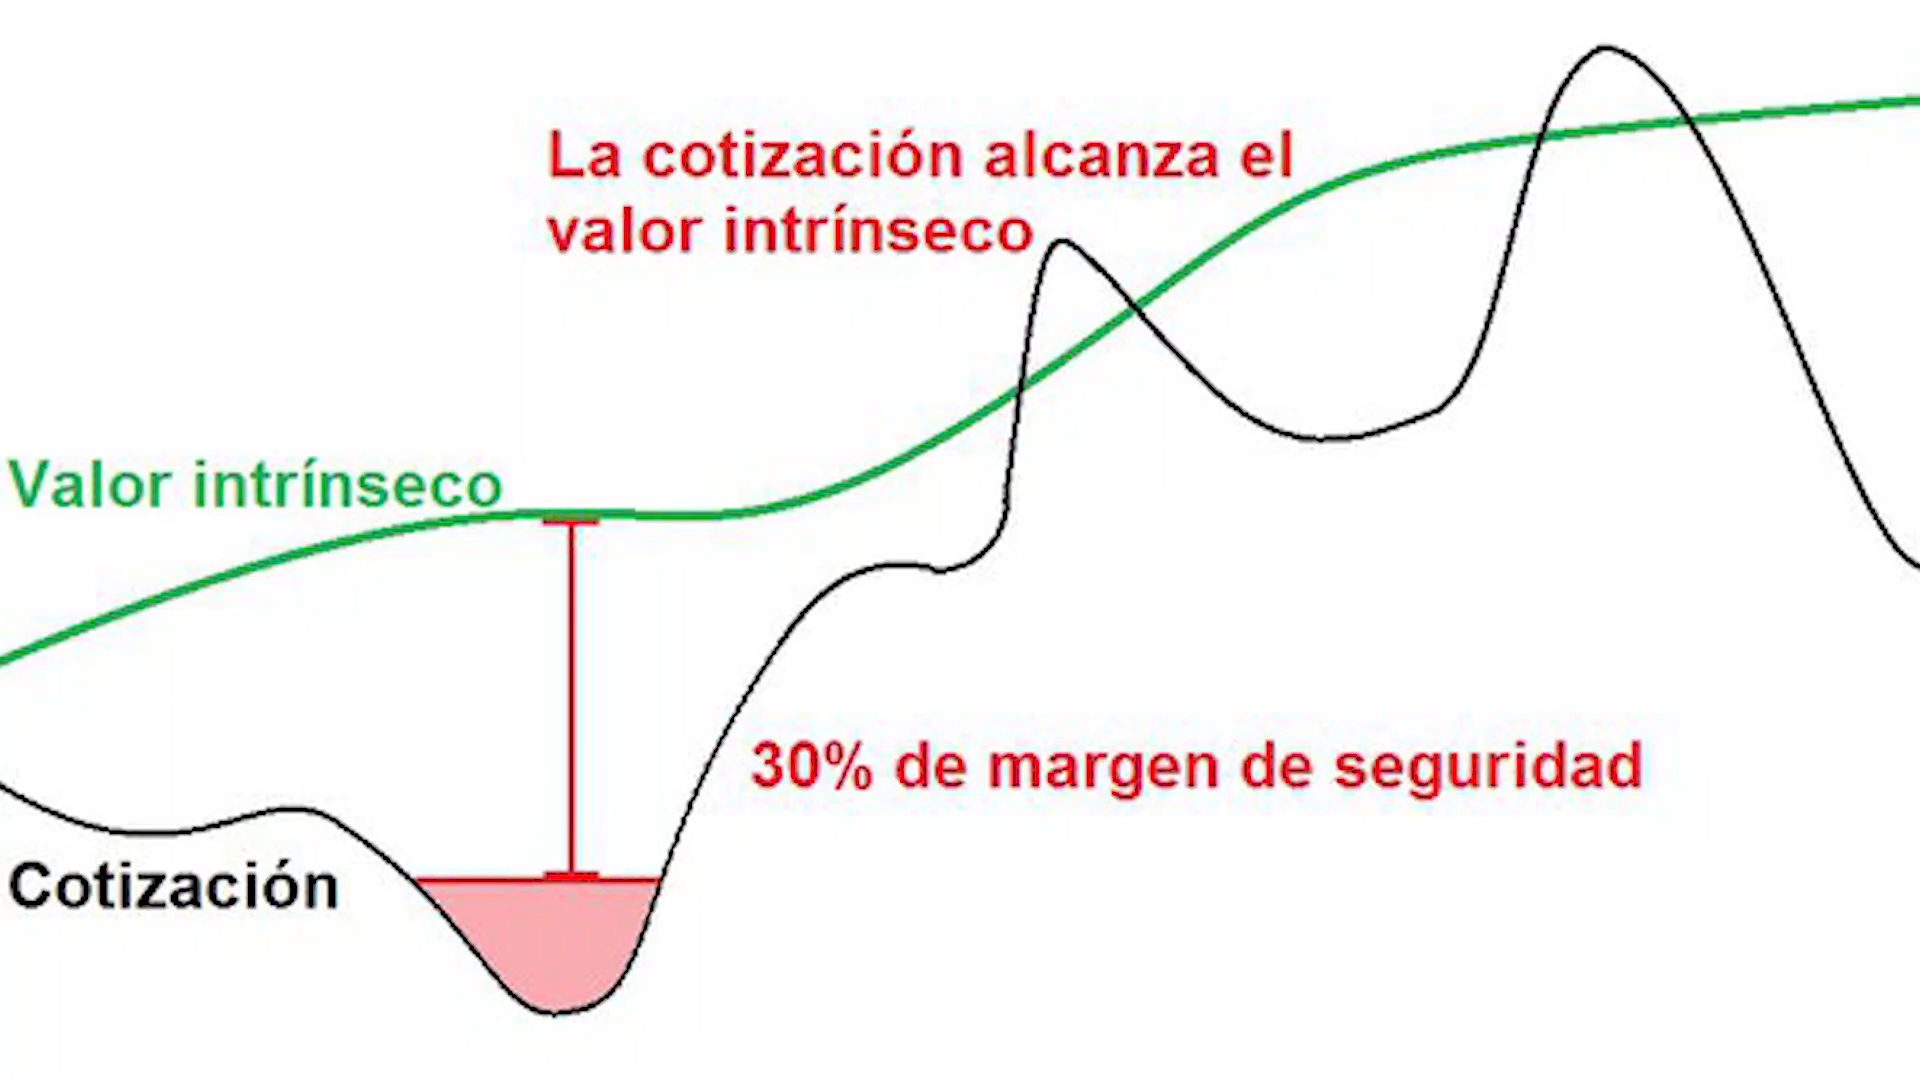 La cotización alcanza el
valor intrínseco
Valor intrínseco
30% de margen de seguridad
Cotización